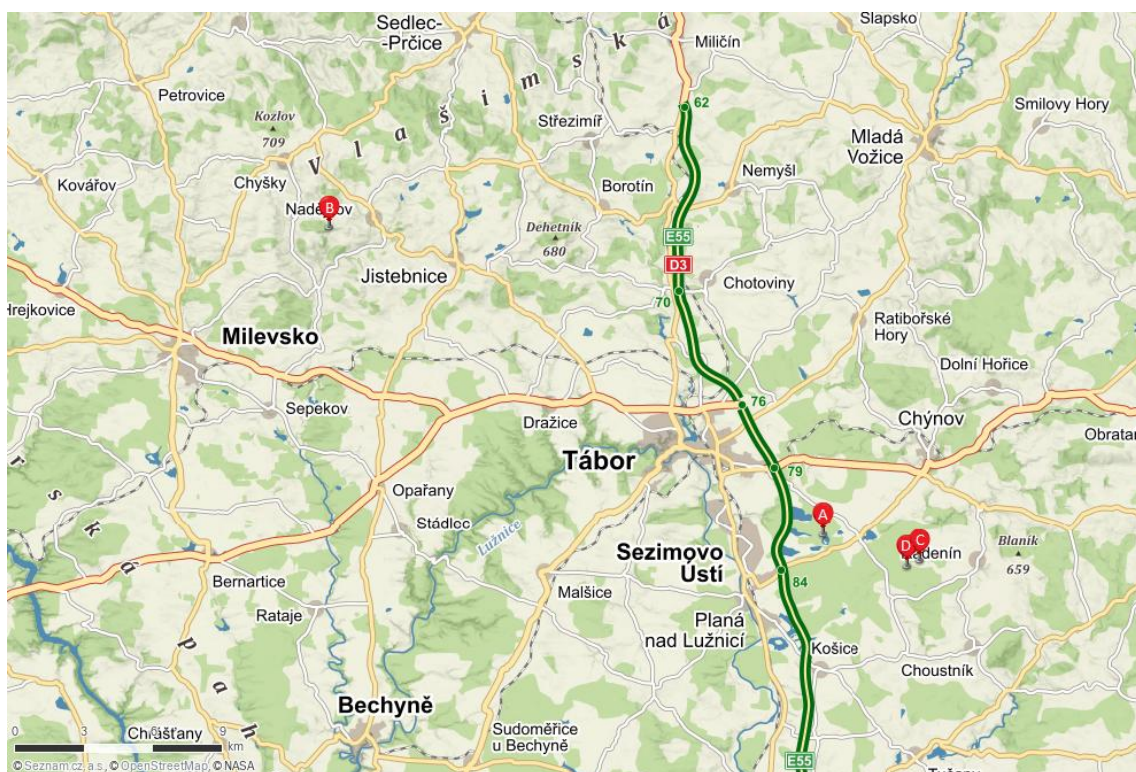 Sedlec-
-Prčice
Miličín
Slapsko
Petrovice
Kozlov
709
Vlašimská
Střezimíř
62
Smilovy Hory
Mladá
Vožice
Kovářov
Chyšky
Nemyšl
Borotín
B
Dehetník
680
E55
D3
Jistebnice
Chotoviny
70
Hrejkovice
Milevsko
Ratibořské
Hory
Dolní Hořice
Sepekov
Dražice
76
Chýnov
Obratan
Tábor
79
Opařany
Stádlec
Lužnice
A
D
C
Blaník
659
Sezimovo
Ústí
Bernartice
Malšice
84
Rataje
Planá
nad Lužnicí
Košice
Choustník
Bechyně
Sudoměřice
u Bechyně
Chrášťany
0 3 9
km
E55
© Seznam.cz, a.s., © OpenStreetMap, © NASA